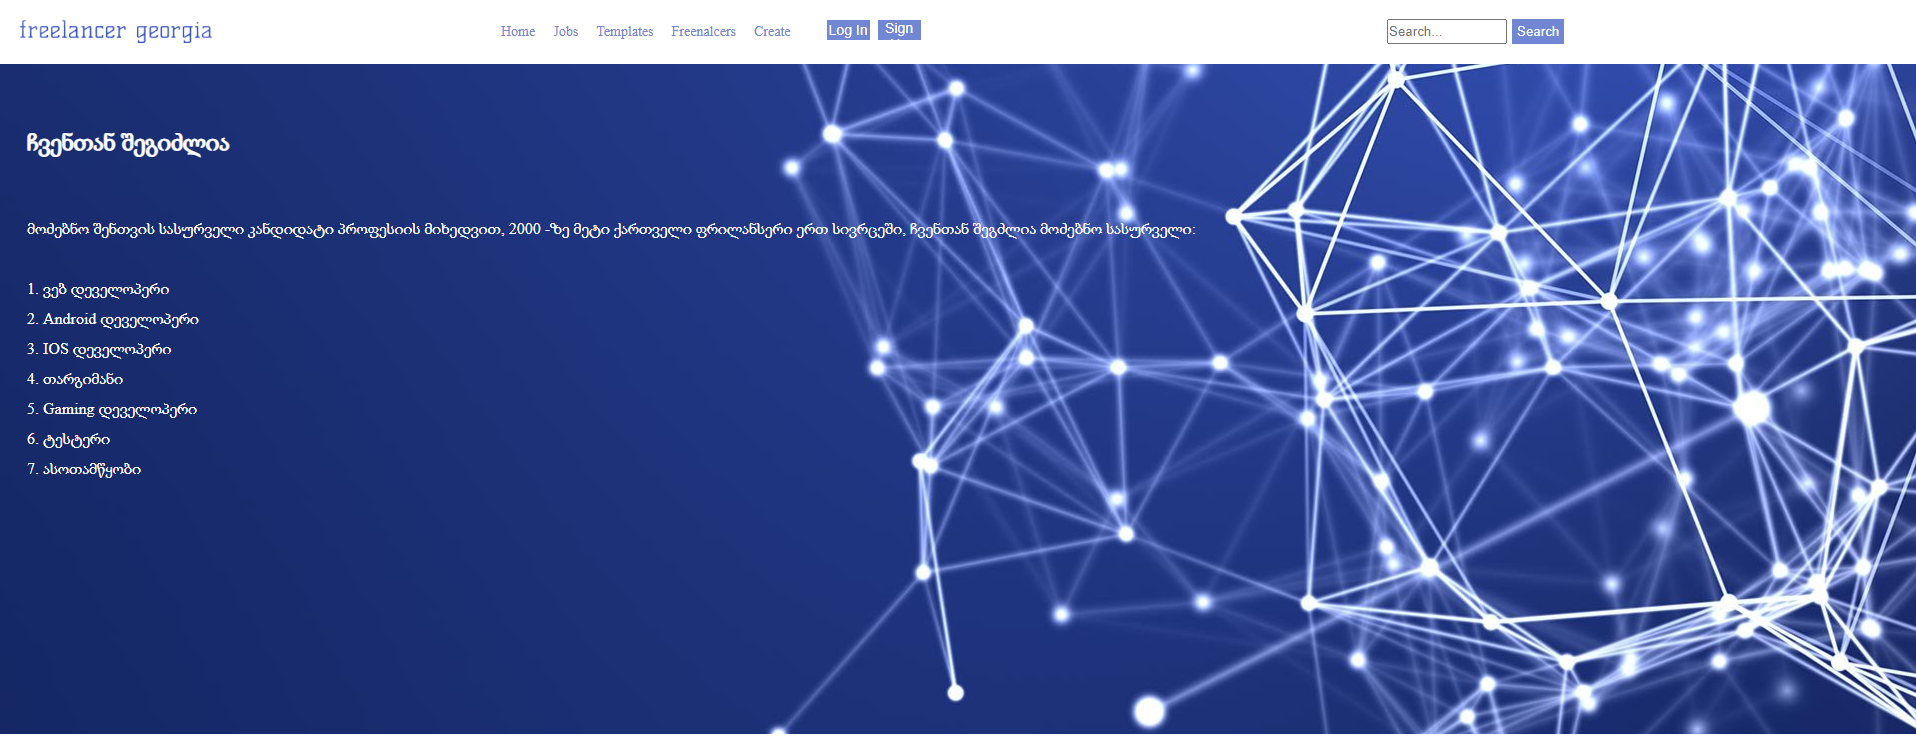 freelancer georgia
Home Jobs Templates Freenalcers Create Log In Sign Search... Search
ჩვენთან შეგიძლია
მოძებნო შენთვის სასურველი კანდიდატი პროფესიის მიხედვით, 2000 -ზე მეტი ქართველი ფრილანსერი ერთ სივრცეში, ჩვენთან შეგძლია მოძებნო სასურველი:
1. ვებ დეველოპერი
2. Android დეველოპერი
3. IOS დეველოპერი
4. თარგიმანი
5. Gaming დეველოპერი
6. ტესტერი
7. ასოთამწყობი